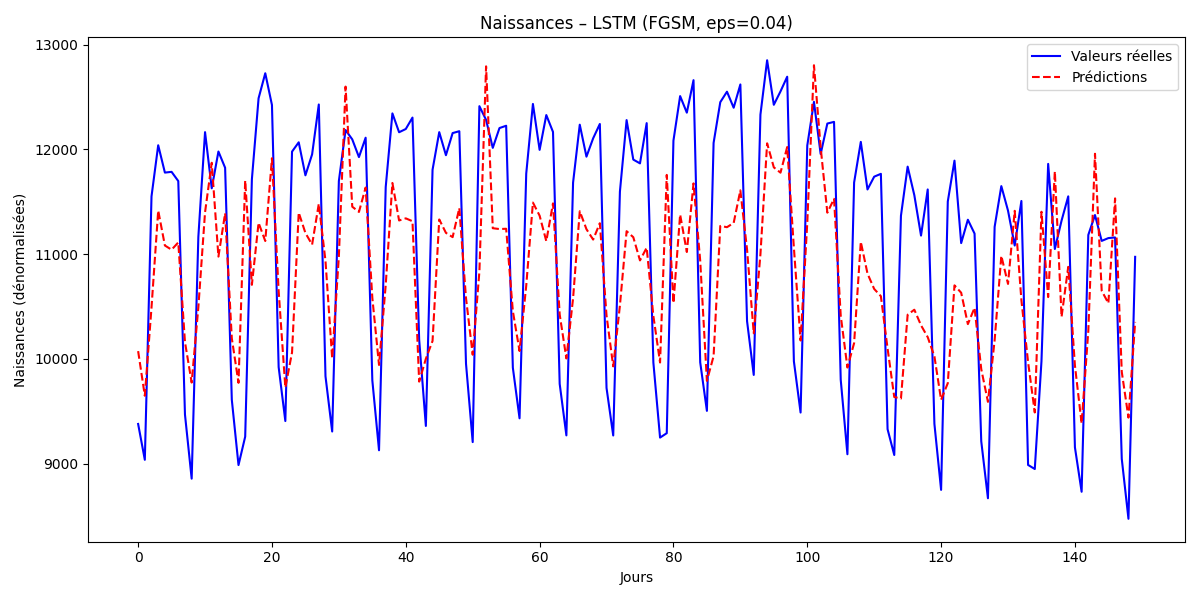 Naissances – LSTM (FGSM, eps=0.04)
13000
12000
11000
10000
9000
Naissances (dénormalisées)
Valeurs réelles
Prédictions
0 20 40 60 80 100 120 140
Jours